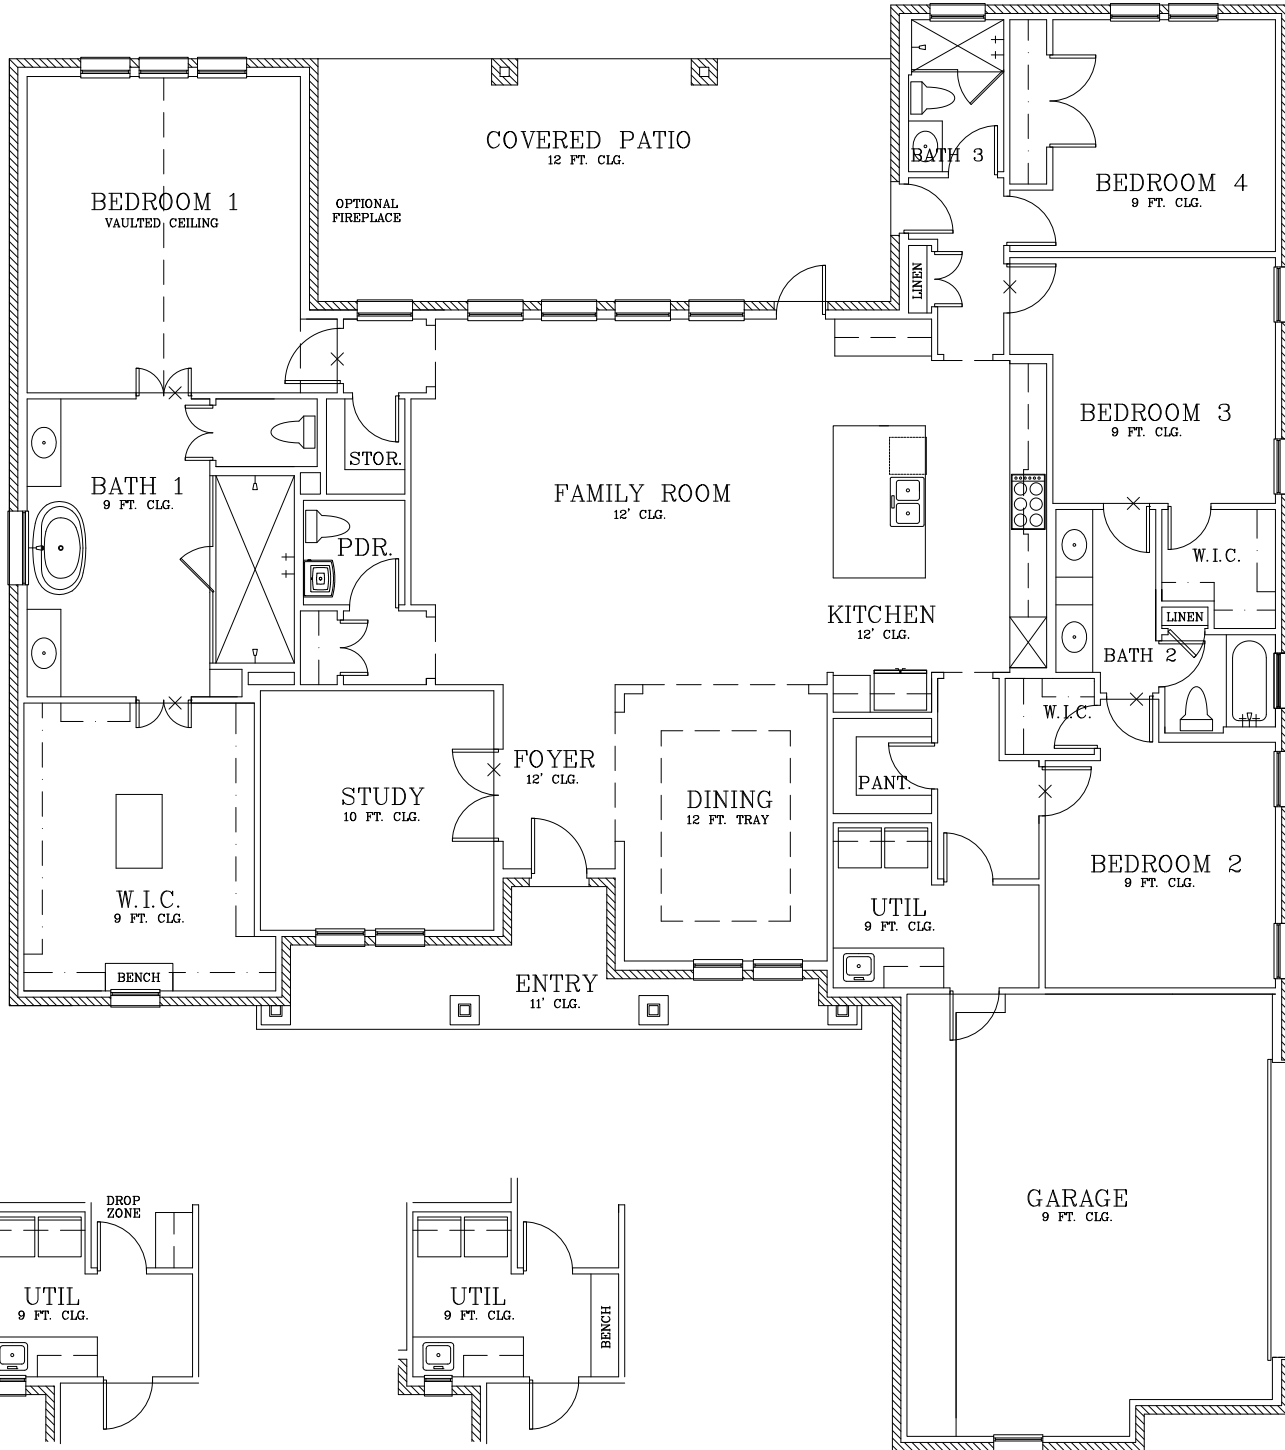 COVERED PATIO
12 FT. CLG.
BATH 3
BEDROOM 4
9 FT. CLG.
BEDROOM 1
VAULTED CEILING
OPTIONAL
FIREPLACE
LINEN
BEDROOM 3
9 FT. CLG.
STOR.
BATH 1
9 FT. CLG.
FAMILY ROOM
12' CLG.
PDR.
W.I.C.
KITCHEN
12' CLG.
LINEN
BATH 2
W.I.C.
FOYER
12' CLG.
PANT.
STUDY
10 FT. CLG.
DINING
12 FT. TRAY
BEDROOM 2
9 FT. CLG.
W.I.C.
9 FT. CLG.
UTIL
9 FT. CLG.
BENCH
ENTRY
11' CLG.
GARAGE
9 FT. CLG.
DROP
ZONE
UTIL
9 FT. CLG.
UTIL
9 FT. CLG.
BENCH